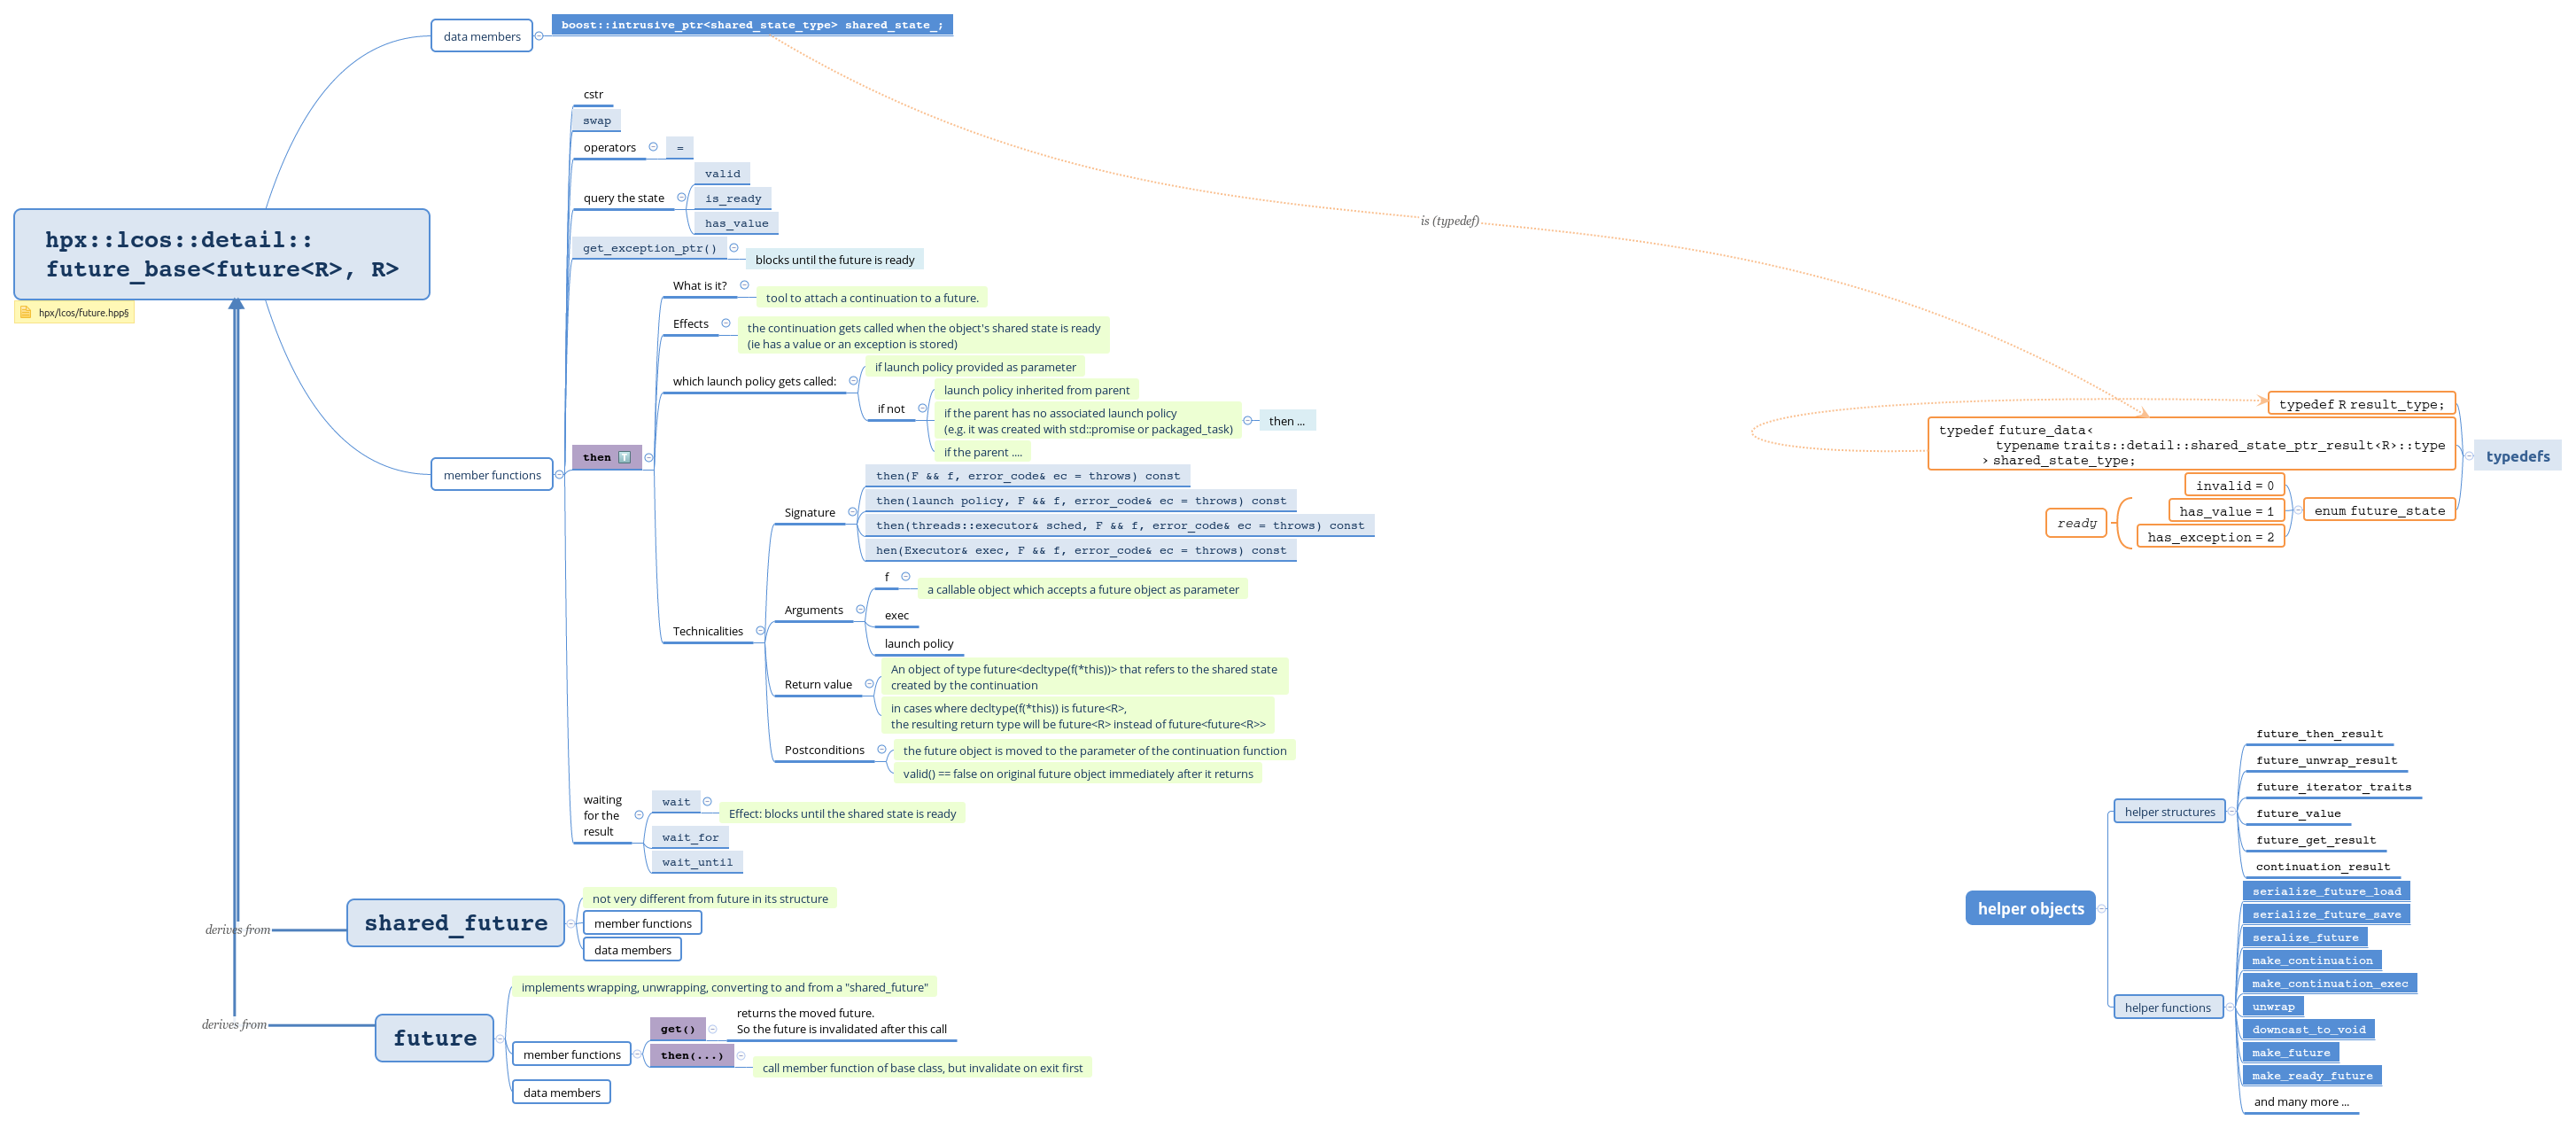 data members
boost::intrusive_ptr<shared_state_type> shared_state_;
hpx::lcos::detail::
future_base<future<R>, R>
hpx/lcos/future.hpp§
member functions
cstr
swap
operators
=
query the state
valid
is_ready
has_value
get_exception_ptr()
blocks until the future is ready
then
What is it?
tool to attach a continuation to a future.
Effects
the continuation gets called when the object's shared state is ready
(ie has a value or an exception is stored)
which launch policy gets called:
if launch policy provided as parameter
if not
launch policy inherited from parent
if the parent has no associated launch policy
(e.g. it was created with std::promise or packaged_task)
then ...
if the parent ....
Technicalities
Signature
then(F && f, error_code& ec = throws) const
then(launch policy, F && f, error_code& ec = throws) const
then(threads::executor& sched, F && f, error_code& ec = throws) const
hen(Executor& exec, F && f, error_code& ec = throws) const
Arguments
f
a callable object which accepts a future object as parameter
exec
launch policy
Return value
An object of type future<decltype(f(*this))> that refers to the shared state
created by the continuation
in cases where decltype(f(*this)) is future<R>,
the resulting return type will be future<R> instead of future<future<R>>
Postconditions
the future object is moved to the parameter of the continuation function
valid() == false on original future object immediately after it returns
waiting
for the
result
wait
Effect: blocks until the shared state is ready
wait_for
wait_until
derives from
shared_future
not very different from future in its structure
member functions
data members
derives from
future
implements wrapping, unwrapping, converting to and from a "shared_future"
member functions
get()
returns the moved future.
So the future is invalidated after this call
then(...)
call member function of base class, but invalidate on exit first
data members
is (typedef)
typedefs
typedef R result_type;
typedef future_data<
typename traits::detail::shared_state_ptr_result<R>::type
> shared_state_type;
enum future_state
invalid = 0
has_value = 1
has_exception = 2
ready
helper objects
helper structures
future_then_result
future_unwrap_result
future_iterator_traits
future_value
future_get_result
continuation_result
helper functions
serialize_future_load
serialize_future_save
seralize_future
make_continuation
make_continuation_exec
unwrap
downcast_to_void
make_future
make_ready_future
and many more ...